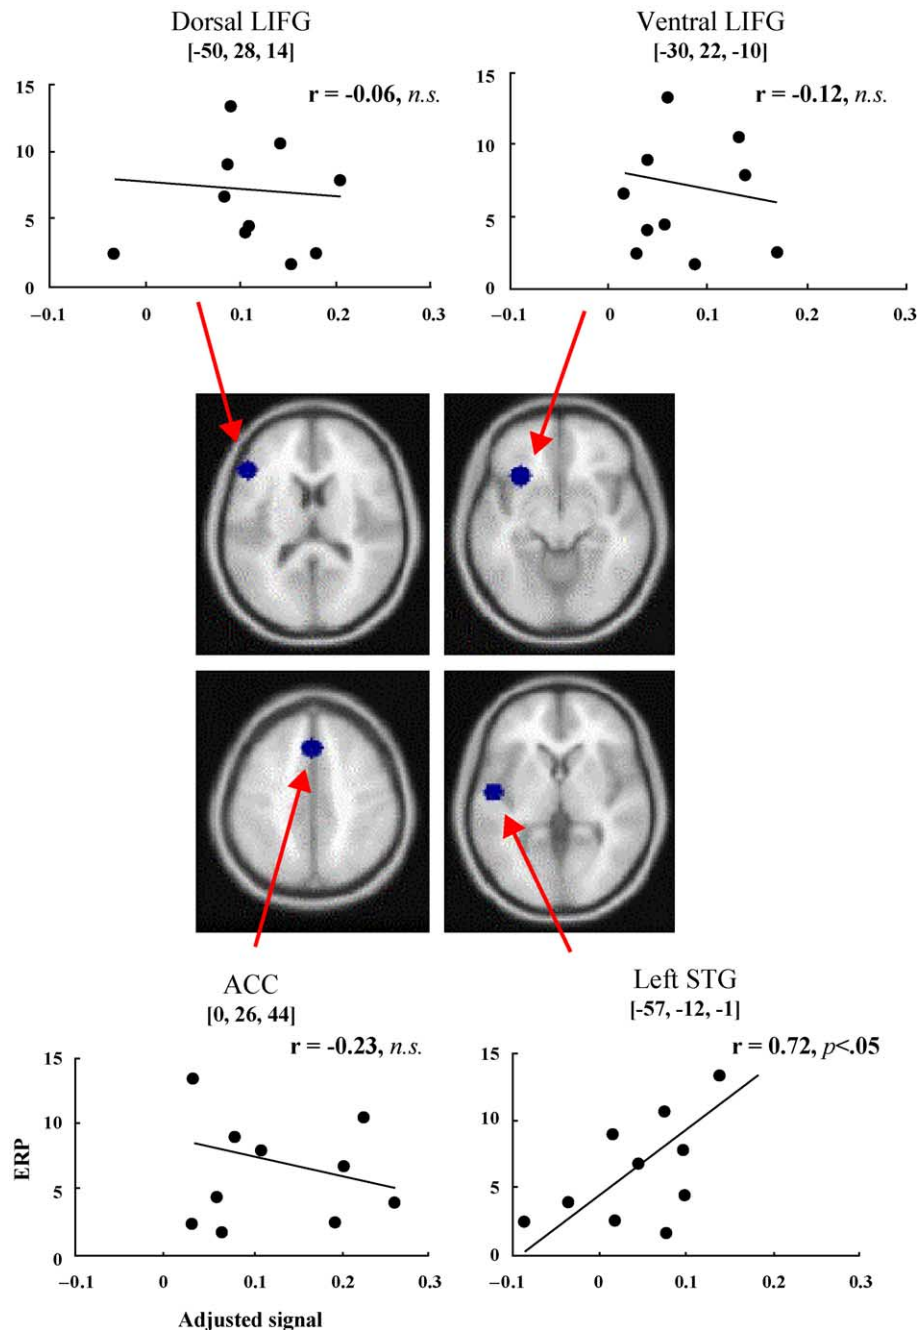 Dorsal LIFG
[-50, 28, 14]
r = -0.06, n.s.
15
10
5
0
–0.1 0 0.1 0.2 0.3
Ventral LIFG
[-30, 22, -10]
r = -0.12, n.s.
15
10
5
0
–0.1 0 0.1 0.2 0.3
ACC
[0, 26, 44]
r = -0.23, n.s.
ERP
15
10
5
0
–0.1 0 0.1 0.2 0.3
Adjusted signal
Left STG
[-57, -12, -1]
r = 0.72, p<.05
15
10
5
0
–0.1 0 0.1 0.2 0.3